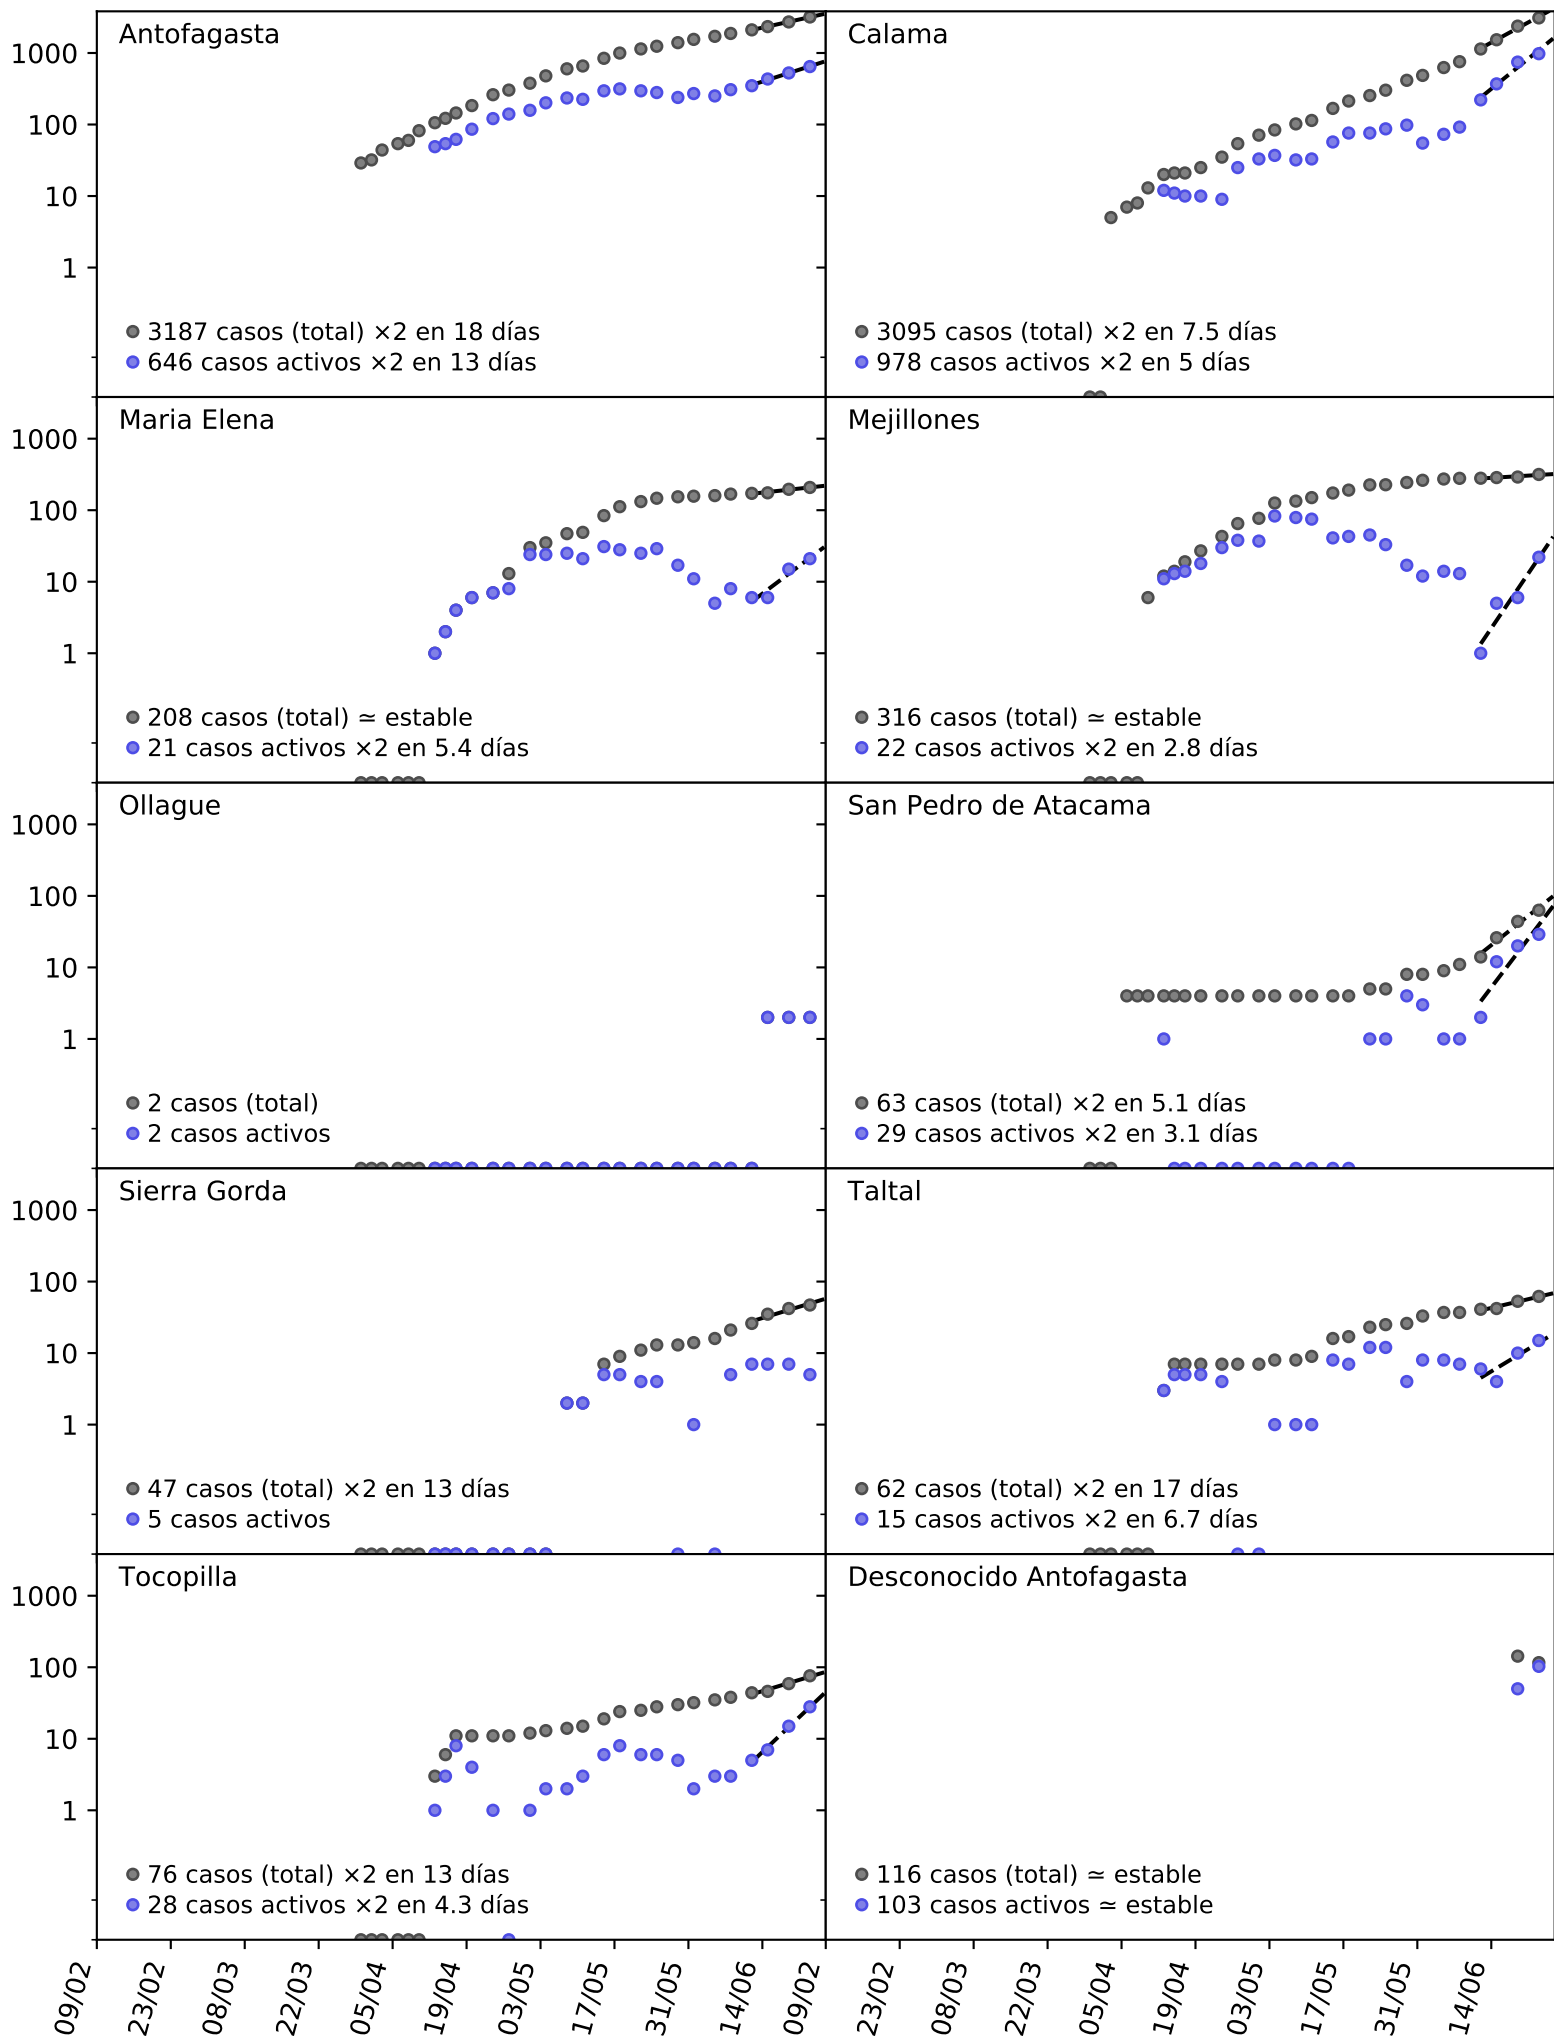 Antofagasta
1000
100
10
1
3187 casos (total) ×2 en 18 días
646 casos activos ×2 en 13 días
Calama
3095 casos (total) ×2 en 7.5 días
978 casos activos ×2 en 5 días
Maria Elena
1000
100
10
1
208 casos (total) ≃ estable
21 casos activos ×2 en 5.4 días
Mejillones
316 casos (total) ≃ estable
22 casos activos ×2 en 2.8 días
Ollague
1000
100
10
1
2 casos (total)
2 casos activos
San Pedro de Atacama
63 casos (total) ×2 en 5.1 días
29 casos activos ×2 en 3.1 días
Sierra Gorda
1000
100
10
1
47 casos (total) ×2 en 13 días
5 casos activos
Taltal
62 casos (total) ×2 en 17 días
15 casos activos ×2 en 6.7 días
Tocopilla
1000
100
10
1
76 casos (total) ×2 en 13 días
28 casos activos ×2 en 4.3 días
Desconocido Antofagasta
116 casos (total) ≃ estable
103 casos activos ≃ estable
09/02
23/02
08/03
22/03
05/04
19/04
03/05
17/05
31/05
14/06
09/02
23/02
08/03
22/03
05/04
19/04
03/05
17/05
31/05
14/06